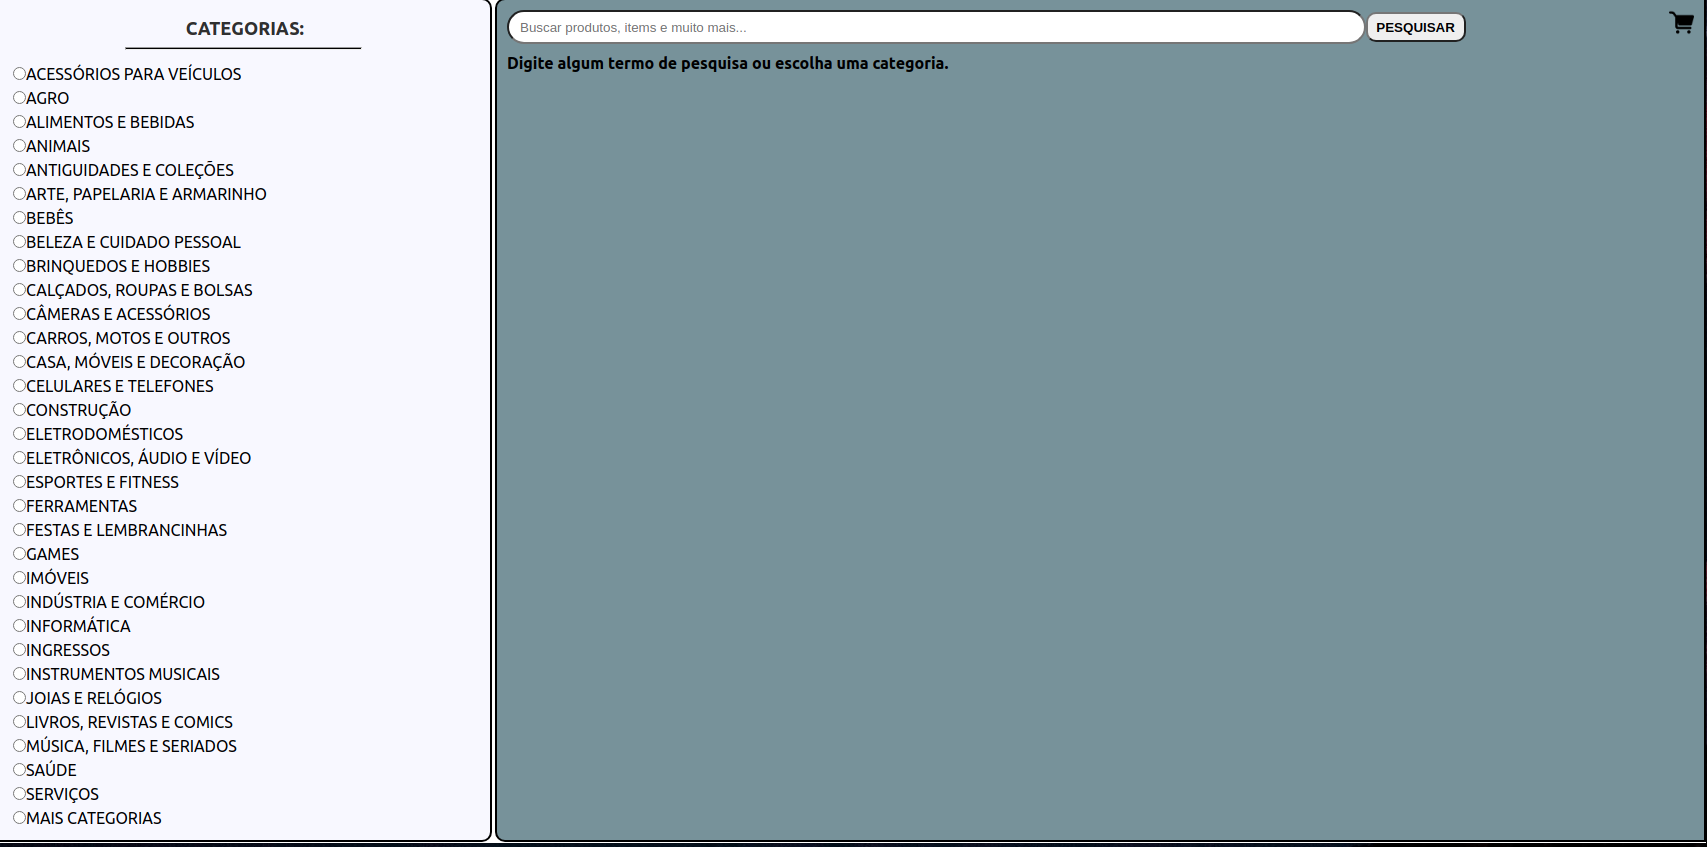 CATEGORIAS:
ACESSÓRIOS PARA VEÍCULOS
AGRO
ALIMENTOS E BEBIDAS
ANIMAIS
ANTIGUIDADES E COLEÇÕES
ARTE, PAPELARIA E ARMARINHO
BEBÊS
BELEZA E CUIDADO PESSOAL
BRINQUEDOS E HOBBIES
CALÇADOS, ROUPAS E BOLSAS
CÂMERAS E ACESSÓRIOS
CARROS, MOTOS E OUTROS
CASA, MÓVEIS E DECORAÇÃO
CELULARES E TELEFONES
CONSTRUÇÃO
ELETRODOMÉSTICOS
ELETRÔNICOS, ÁUDIO E VÍDEO
ESPORTES E FITNESS
FERRAMENTAS
FESTAS E LEMBRANCINHAS
GAMES
IMÓVEIS
INDÚSTRIA E COMÉRCIO
INFORMÁTICA
INGRESSOS
INSTRUMENTOS MUSICAIS
JOIAS E RELÓGIOS
LIVROS, REVISTAS E COMICS
MÚSICA, FILMES E SERIADOS
SAÚDE
SERVIÇOS
MAIS CATEGORIAS
Buscar produtos, items e muito mais...
PESQUISAR
Digite algum termo de pesquisa ou escolha uma categoria.